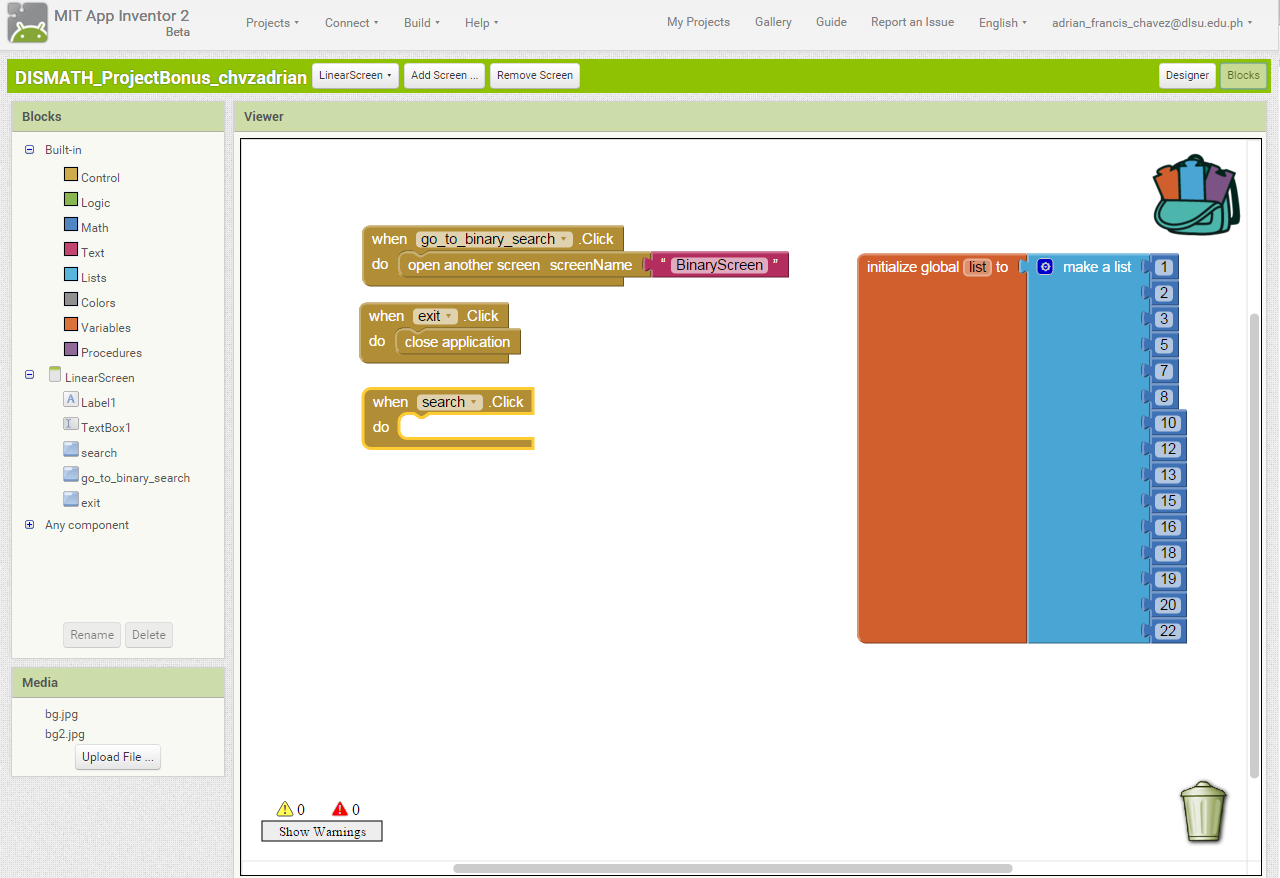 MIT App Inventor 2
Beta
Projects Connect Build Help My Projects Gallery Guide Report an Issue English adrian_francis_chavez@dlsu.edu.ph
DISMATH_ProjectBonus_chvzadrian LinearScreen Add Screen ... Remove Screen Designer Blocks
Blocks
Built-in
Control
Logic
Math
Text
Lists
Colors
Variables
Procedures
LinearScreen
A Label1
TextBox1
search
go_to_binary_search
exit
Any component
Rename Delete
Media
bg.jpg
bg2.jpg
Upload File ...
Viewer
when go_to_binary_search .Click
do open another screen screenName " BinaryScreen "
when exit .Click
do close application
when search .Click
do
initialize global list to make a list 1
2
3
5
7
8
10
12
13
15
16
18
19
20
22
0 0
Show Warnings